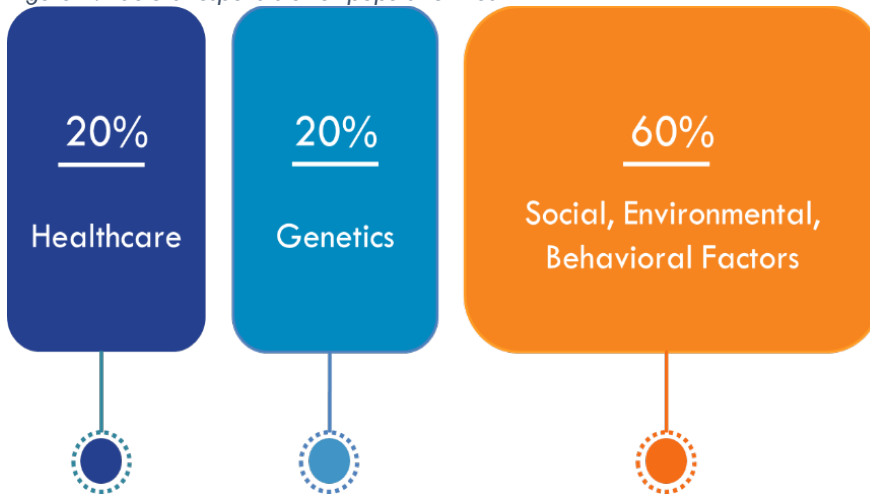 20%
Healthcare
20%
Genetics
60%
Social, Environmental,
Behavioral Factors